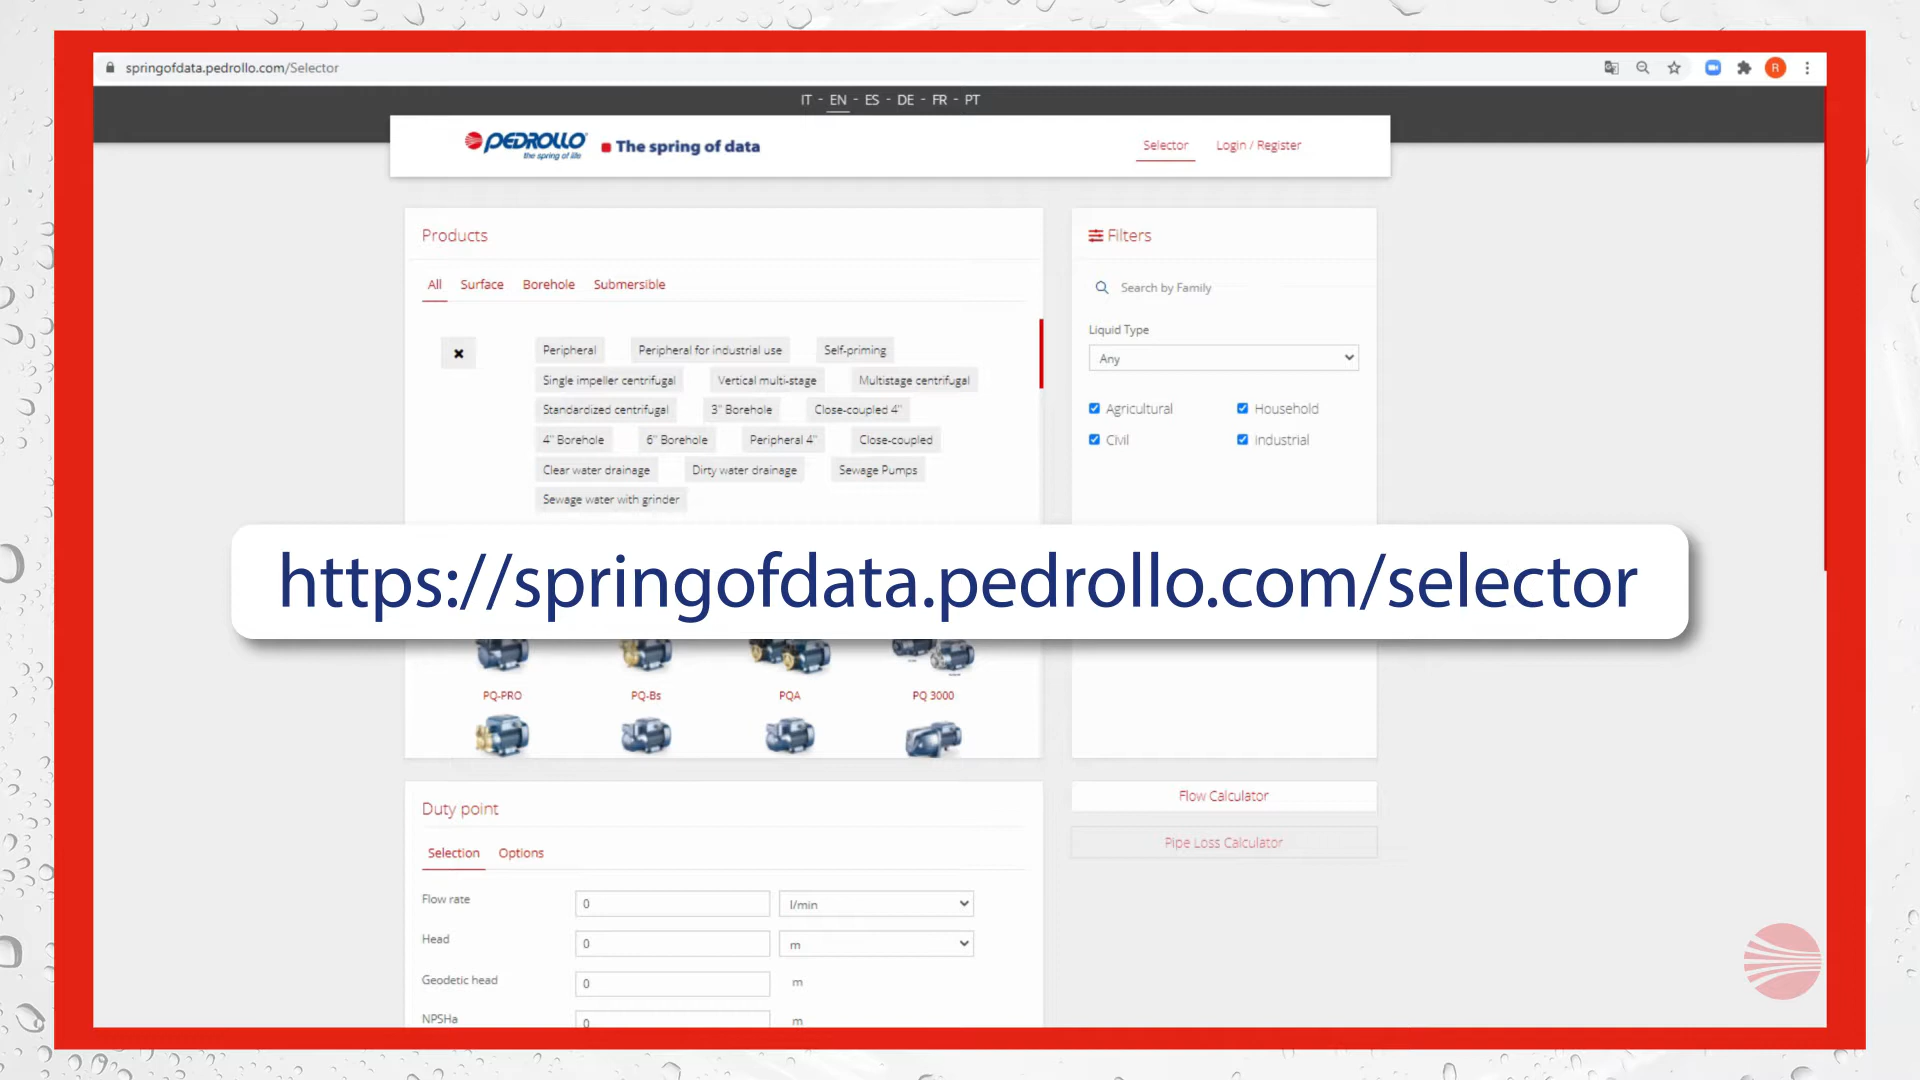 springofdata.pedrollo.com/Selector
R
IT - EN - ES - DE - FR - PT
PEDROLLO
the spring of life
The spring of data
Selector
Login / Register
Products
All
Surface
Borehole
Submersible
Peripheral
Peripheral for industrial use
Self-priming
Single impeller centrifugal
Vertical multi-stage
Multistage centrifugal
Standardized centrifugal
3" Borehole
Close-coupled 4"
4" Borehole
6" Borehole
Peripheral 4"
Close-coupled
Clear water drainage
Dirty water drainage
Sewage Pumps
Sewage water with grinder
Filters
Search by Family
Liquid Type
Any
Agricultural
Household
Civil
Industrial
https://springofdata.pedrollo.com/selector
PQ-PRO
PQ-Bs
PQA
PQ 3000
Flow Calculator
Pipe Loss Calculator
Duty point
Selection
Options
Flow rate
0
l/min
Head
0
m
Geodetic head
0
m
NPSHa
0
m